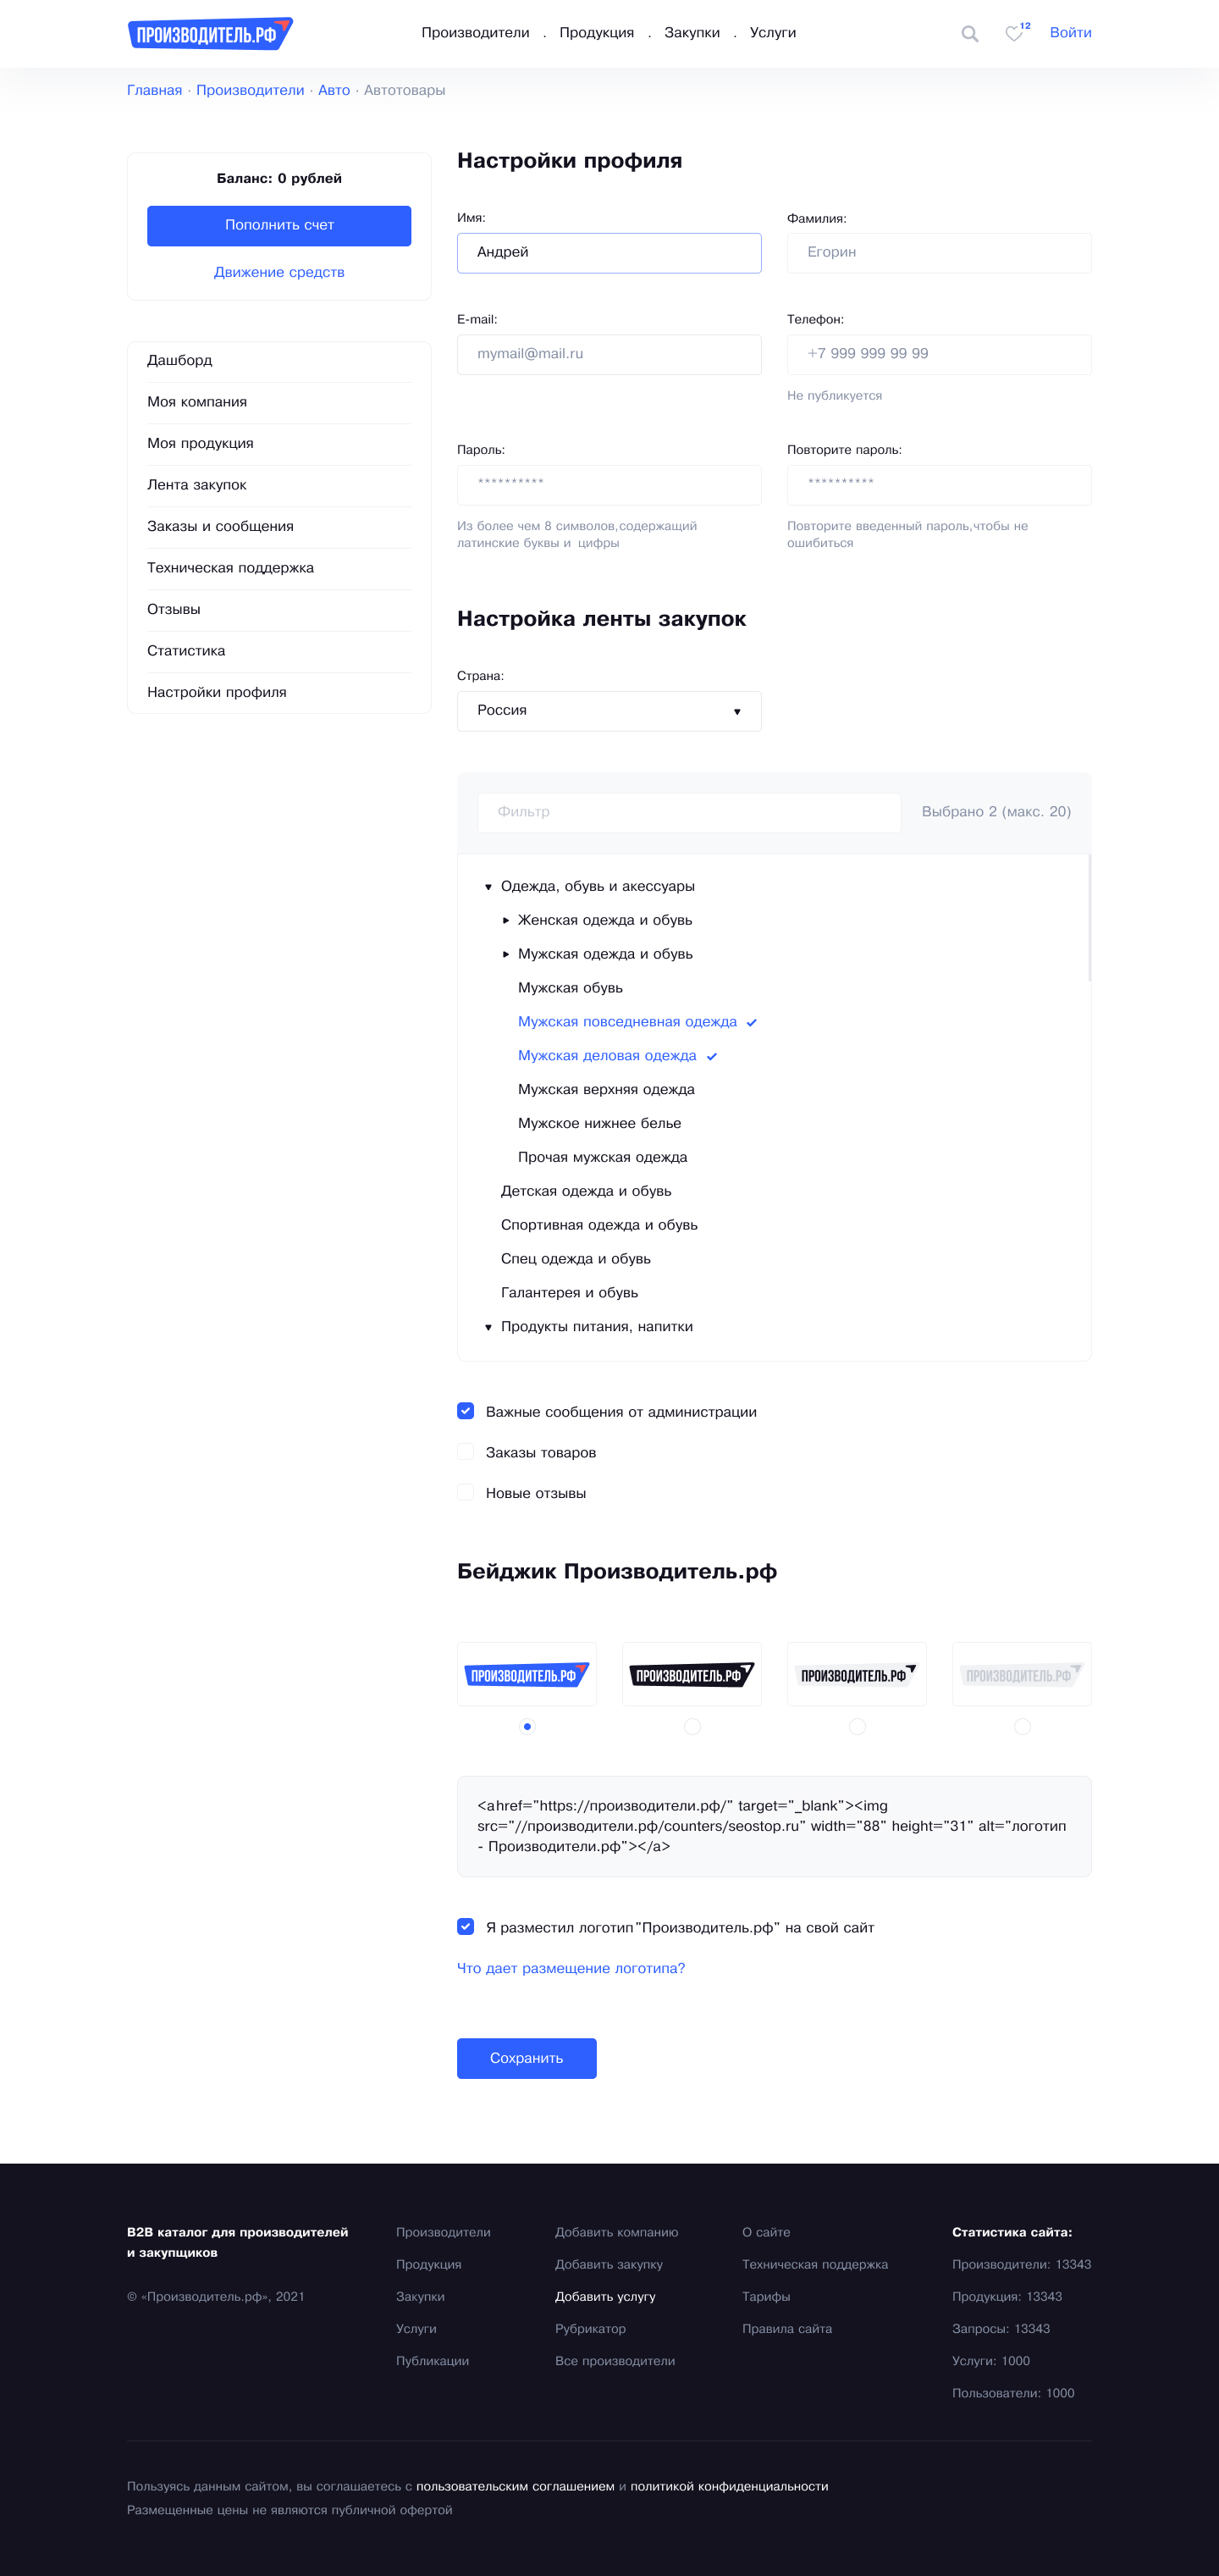 ПРОИЗВОДИТЕЛЬ.РФ
Производители . Продукция . Закупки . Услуги
12
Войти
Главная · Производители · Авто · Автотовары
Баланс: 0 рублей
Пополнить счет
Движение средств
Дашборд
Моя компания
Моя продукция
Лента закупок
Заказы и сообщения
Техническая поддержка
Отзывы
Статистика
Настройки профиля
Настройки профиля
Имя:
Андрей
Фамилия:
Егорин
E-mail:
mymail@mail.ru
Телефон:
+7 999 999 99 99
Не публикуется
Пароль:
**********
Из более чем 8 символов,содержащий
латинские буквы и цифры
Повторите пароль:
**********
Повторите введенный пароль,чтобы не
ошибиться
Настройка ленты закупок
Страна:
Россия
Фильтр
Выбрано 2 (макс. 20)
Одежда, обувь и акессуары
Женская одежда и обувь
Мужская одежда и обувь
Мужская обувь
Мужская повседневная одежда
Мужская деловая одежда
Мужская верхняя одежда
Мужское нижнее белье
Прочая мужская одежда
Детская одежда и обувь
Спортивная одежда и обувь
Спец одежда и обувь
Галантерея и обувь
Продукты питания, напитки
Важные сообщения от администрации
Заказы товаров
Новые отзывы
Бейджик Производитель.рф
ПРОИЗВОДИТЕЛЬ.РФ
ПРОИЗВОДИТЕЛЬ.РФ
ПРОИЗВОДИТЕЛЬ.РФ
ПРОИЗВОДИТЕЛЬ.РФ
<a href="https://производители.рф/" target="_blank"><img
src="//производители.рф/counters/seostop.ru" width="88" height="31" alt="логотип
- Производители.рф"></a>
Я разместил логотип "Производитель.рф" на свой сайт
Что дает размещение логотипа?
Сохранить
B2B каталог для производителей
и закупщиков
© «Производитель.рф», 2021
Производители
Продукция
Закупки
Услуги
Публикации
Добавить компанию
Добавить закупку
Добавить услугу
Рубрикатор
Все производители
О сайте
Техническая поддержка
Тарифы
Правила сайта
Статистика сайта:
Производители: 13343
Продукция: 13343
Запросы: 13343
Услуги: 1000
Пользователи: 1000
Пользуясь данным сайтом, вы соглашаетесь с пользовательским соглашением и политикой конфиденциальности
Размещенные цены не являются публичной офертой